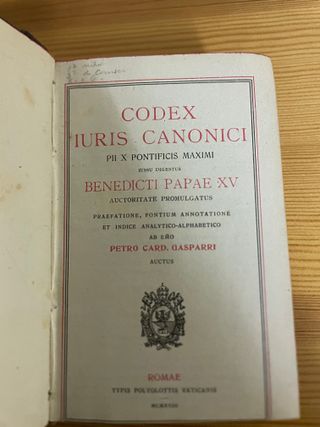 CODEX
IURIS CANONICI
PII X PONTIFICIS MAXIMI
IUSSU DIGESTUS
BENEDICTI PAPAE XV
AUCTORITATE PROMULGATUS
PRAEFATIONE, FONTIUM ANNOTATIONE
ET INDICE ANALYTICO-ALPHABETICO
AB EṀO
PETRO CARD. GASPARRI
AUCTUS
ROMAE
TYPIS POLYGLOTTIS VATICANIS